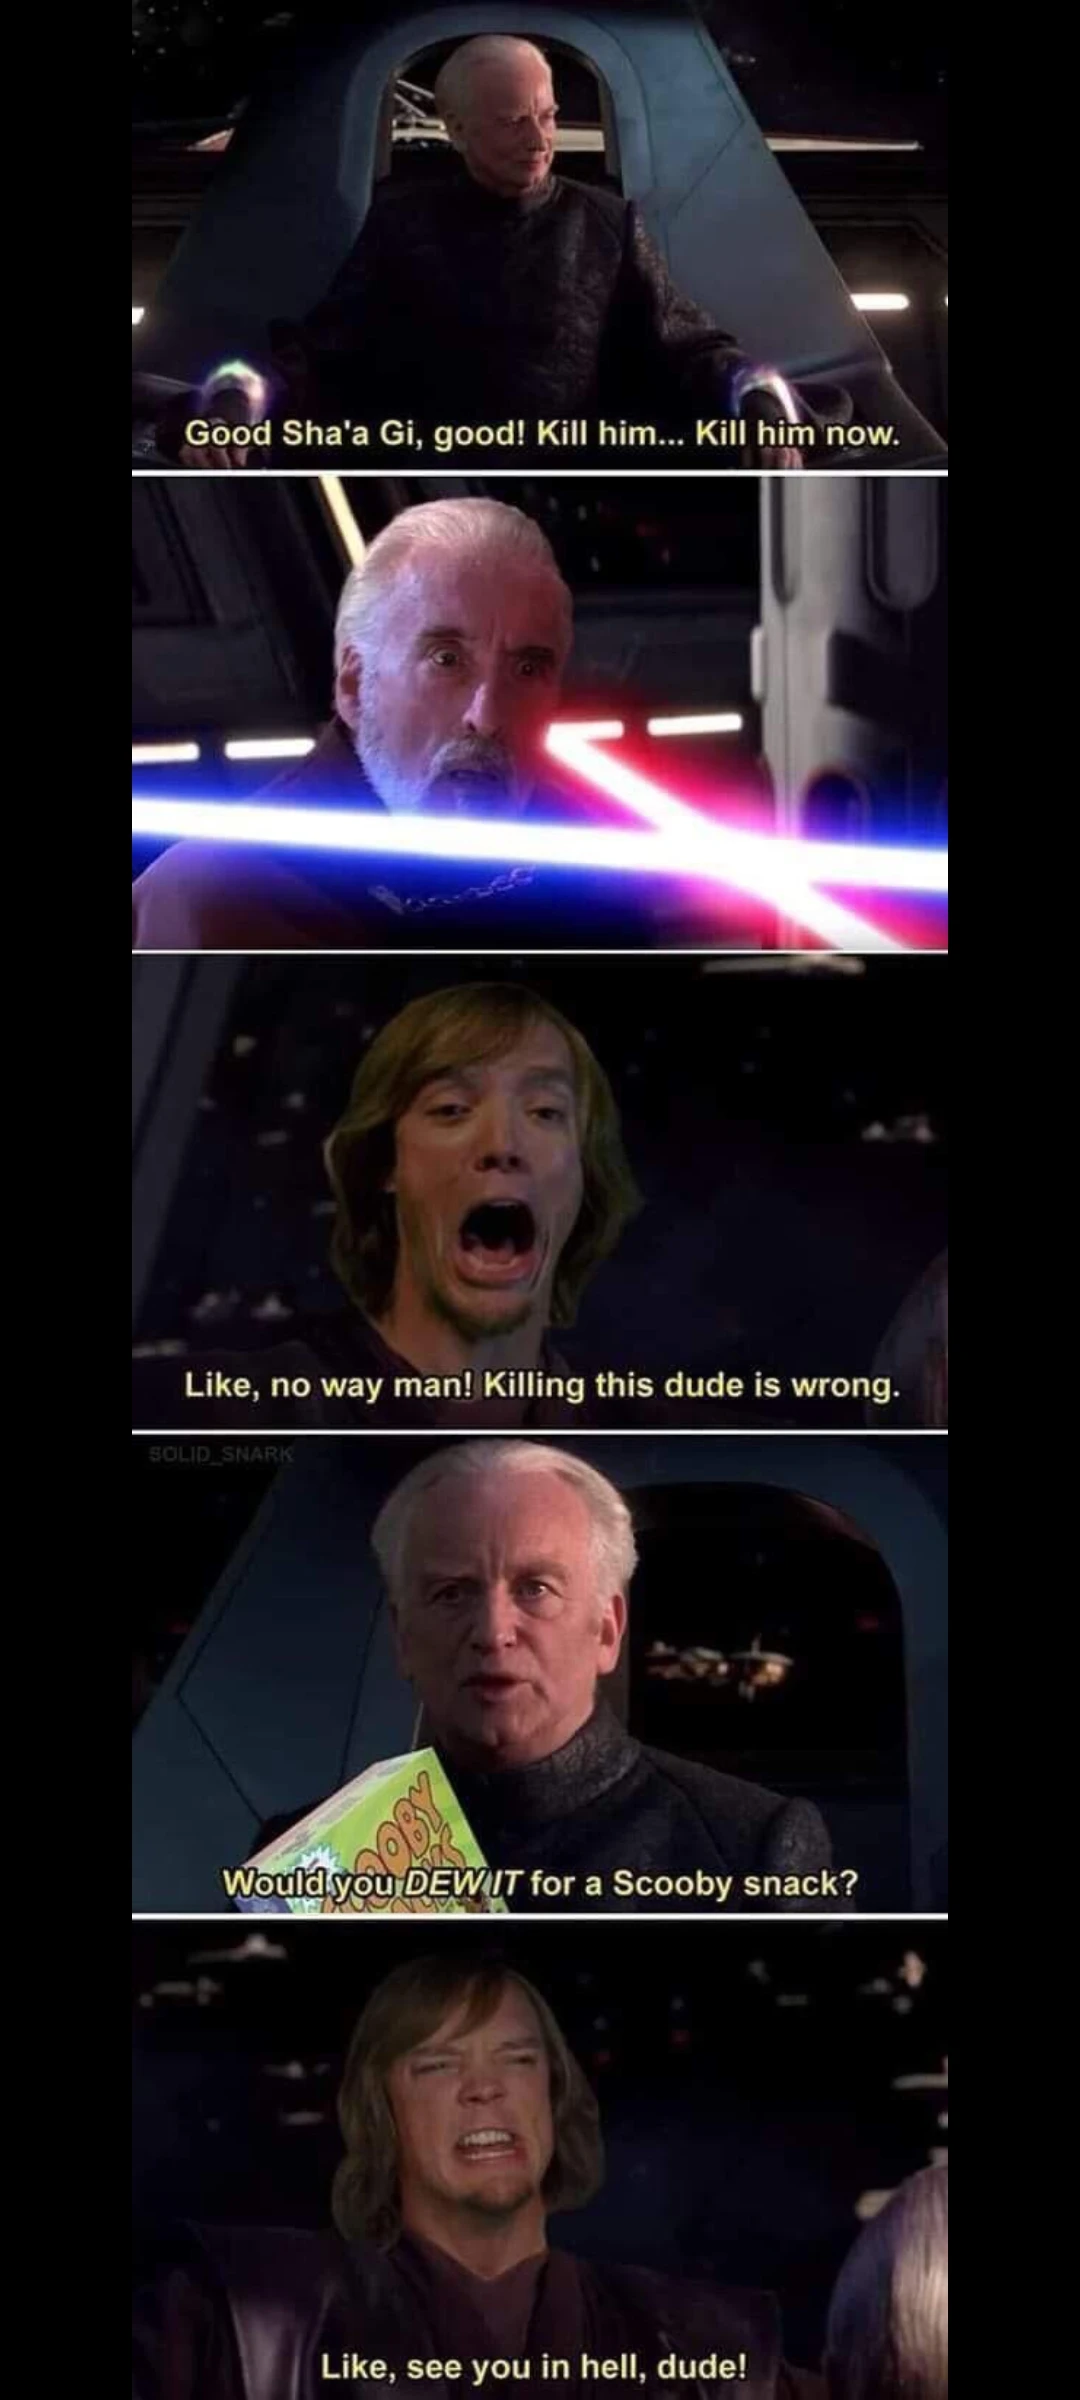 Good Sha'a Gi, good! Kill him... Kill him now.
Like, no way man! Killing this dude is wrong.
SOLID_SNARK
Would you DEW IT for a Scooby snack?
Like, see you in hell, dude!